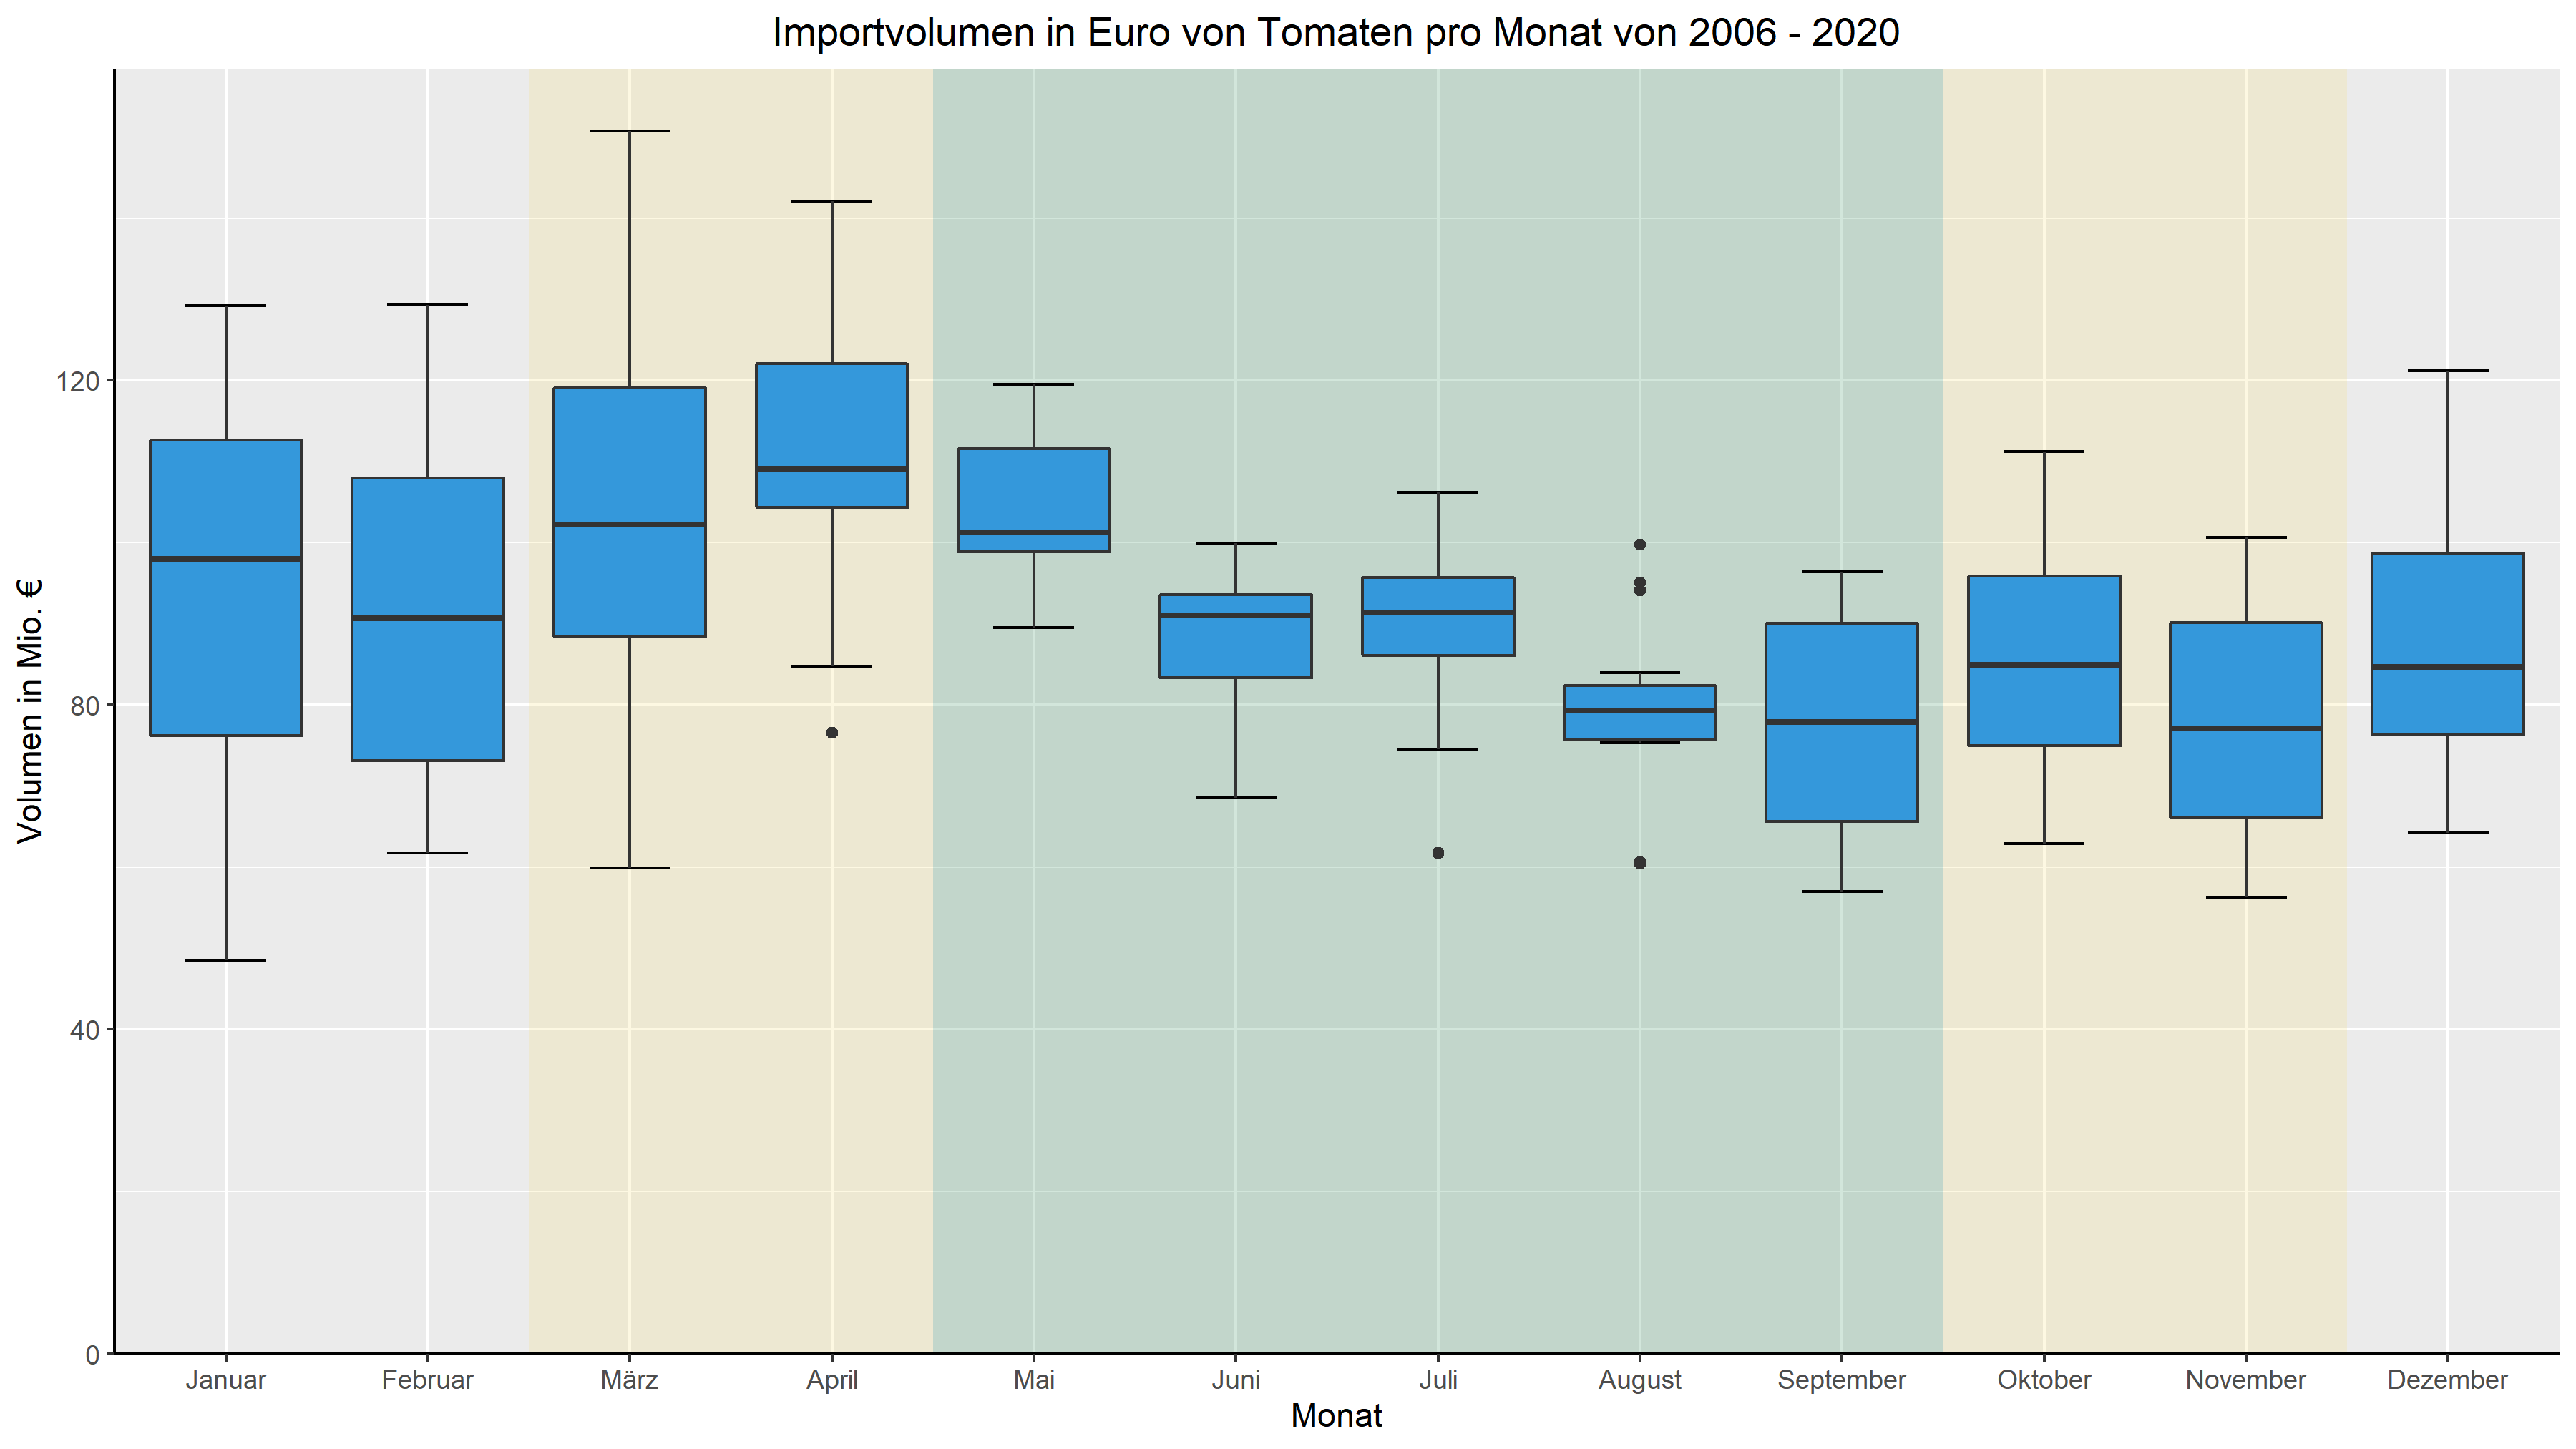 Importvolumen in Euro von Tomaten pro Monat von 2006 - 2020
Volumen in Mio. €
120
80
40
0
Januar Februar März April Mai Juni Juli August September Oktober November Dezember
Monat